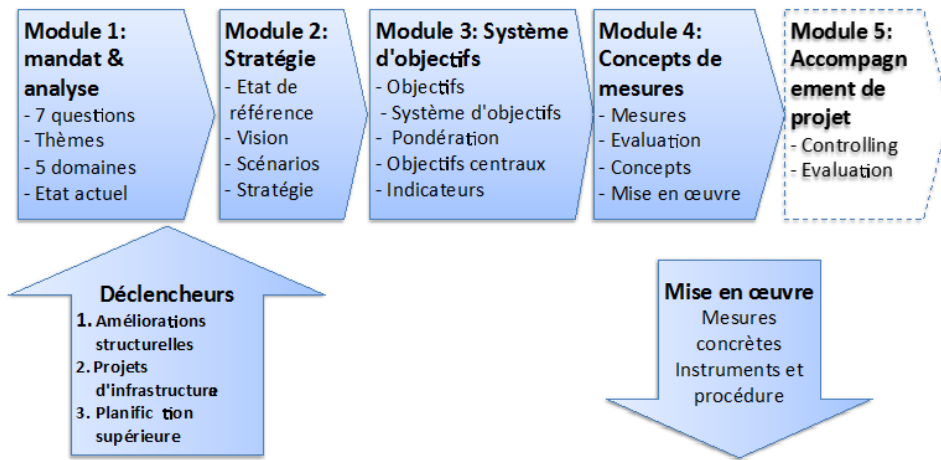 Module 1:
mandat &
analyse
- 7 questions
- Thèmes
- 5 domaines
- Etat actuel
Module 2:
Stratégie
- Etat de
référence
- Vision
- Scénarios
- Stratégie
Module 3: Système
d'objectifs
- Objectifs
- Système d'objectifs
- Pondération
- Objectifs centraux
- Indicateurs
Module 4:
Concepts de
mesures
- Mesures
- Evaluation
- Concepts
- Mise en œuvre
Module 5:
Accompagn
ement de
projet
- Controlling
- Evaluation
Déclencheurs
1. Améliorations
structurelles
2. Projets
d'infrastructure
3. Planific tion
supérieure
Mise en œuvre
Mesures
concrètes
Instruments et
procédure